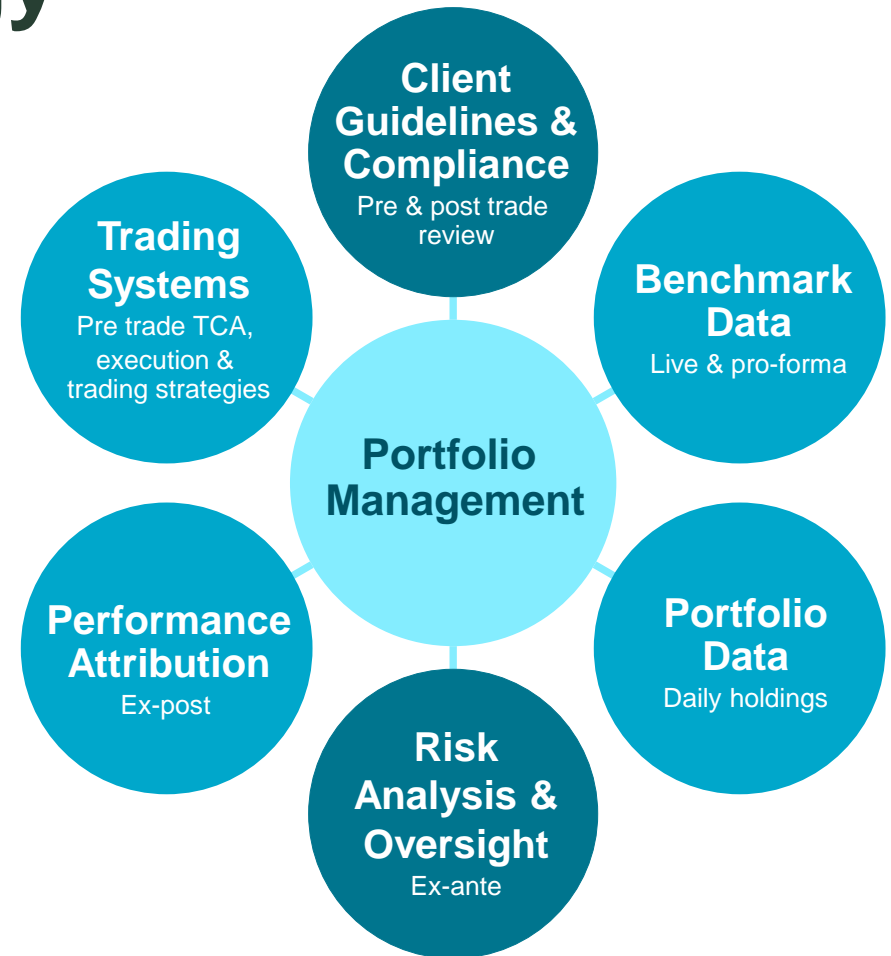 Client
Guidelines &
Compliance
Pre & post trade
review
Trading
Systems
Pre trade TCA,
execution &
trading strategies
Benchmark
Data
Live & pro-forma
Portfolio
Management
Performance
Attribution
Ex-post
Portfolio
Data
Daily holdings
Risk
Analysis &
Oversight
Ex-ante